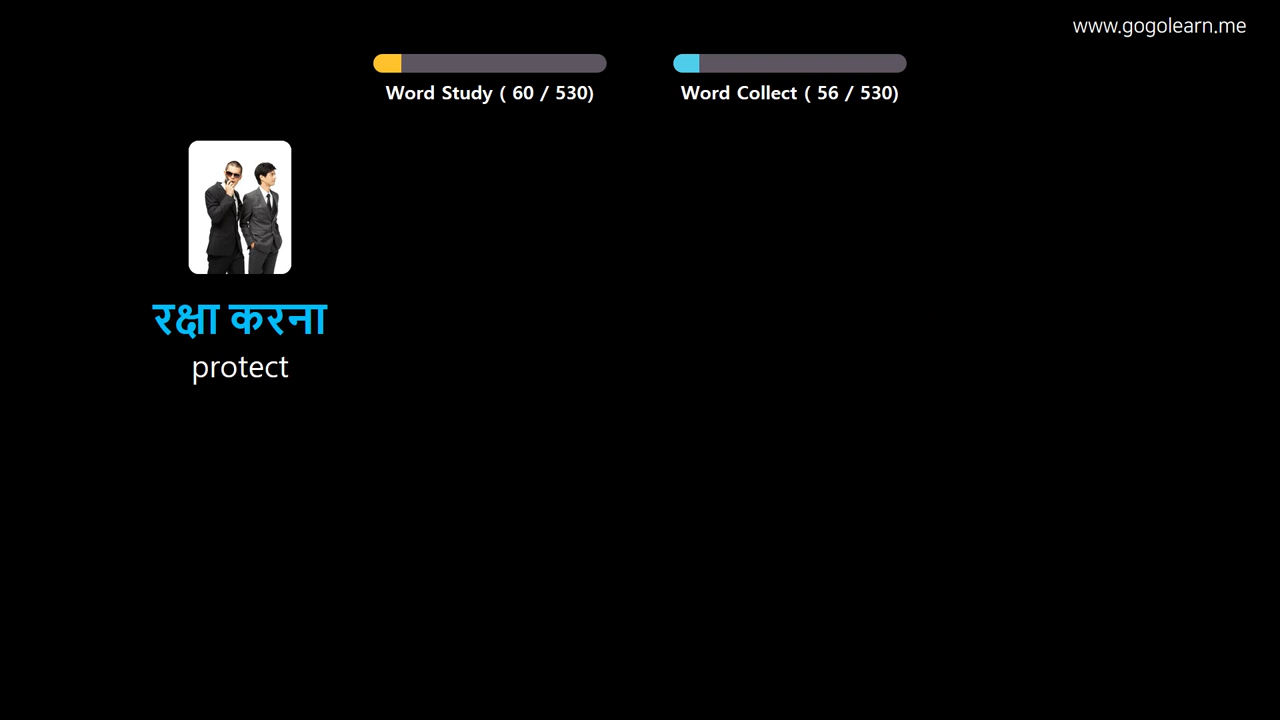 www.gogolearn.me
Word Study ( 60 / 530)
Word Collect ( 56 / 530)
रक्षा करना
protect